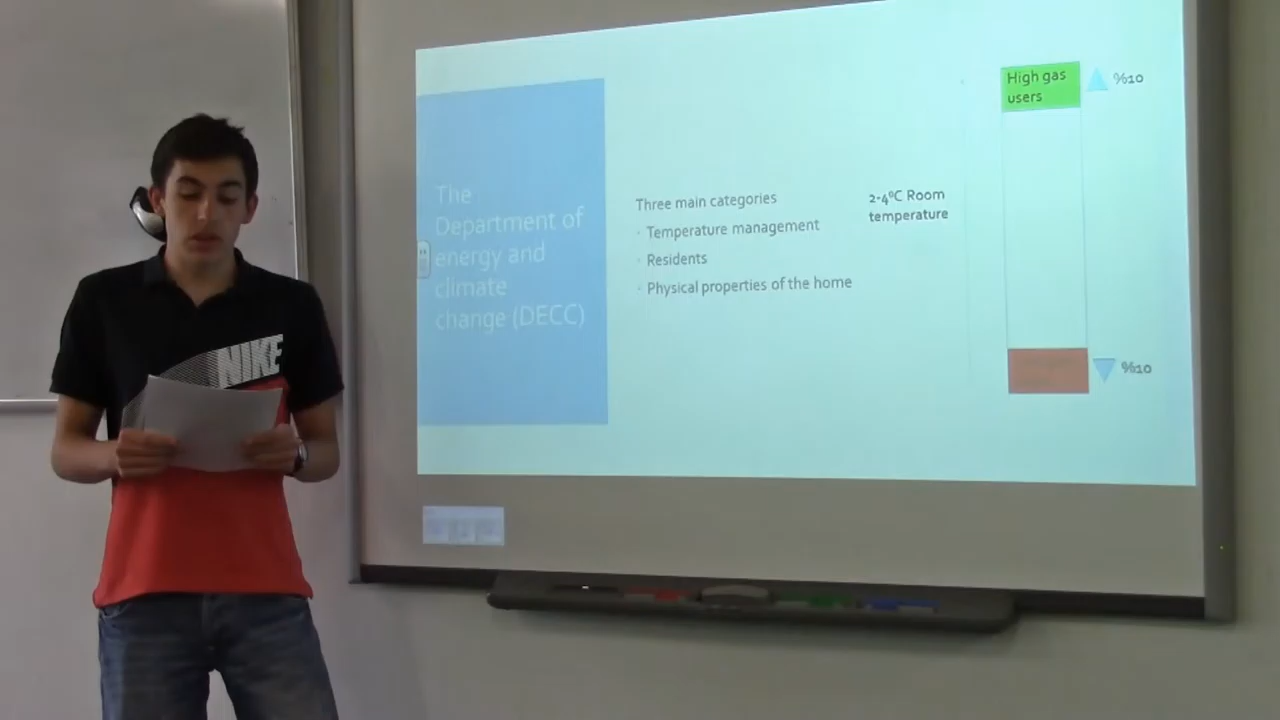 The
Department of
energy and
climate
change (DECC)
Three main categories
Temperature management
Residents
Physical properties of the home
2-4ºC Room
temperature
High gas
users
%10
%10
NIKE